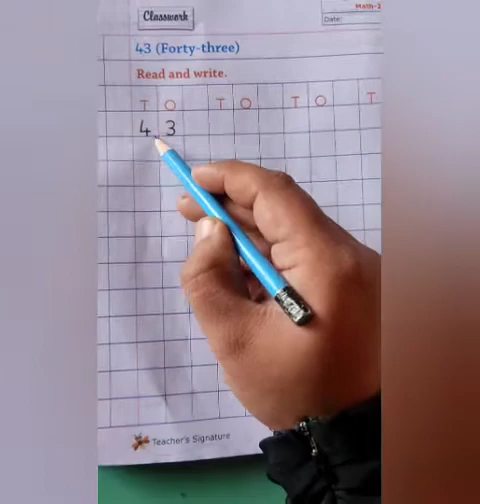 Classwork
Math-2
Date:
43 (Forty-three)
Read and write.
T O T O T O T
4 3
Teacher's Signature